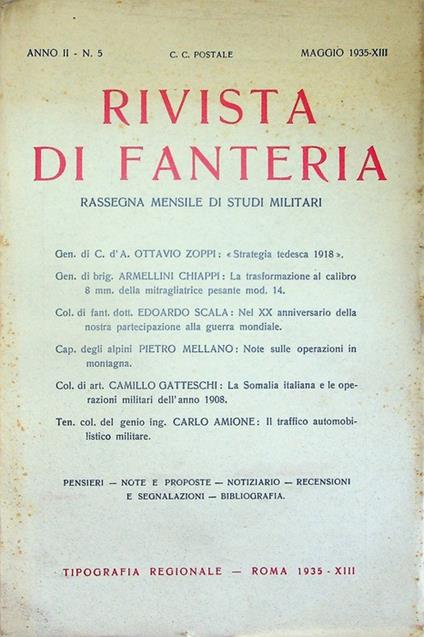 ANNO II - N. 5 C. C. POSTALE MAGGIO 1935-XIII
RIVISTA
DI FANTERIA
RASSEGNA MENSILE DI STUDI MILITARI
Gen. di C. d'A. OTTAVIO ZOPPI: « Strategia tedesca 1918 ».
Gen. di brig. ARMELLINI CHIAPPI: La trasformazione al calibro
8 mm. della mitragliatrice pesante mod. 14.
Col. di fant. dott. EDOARDO SCALA: Nel XX anniversario della
nostra partecipazione alla guerra mondiale.
Cap. degli alpini PIETRO MELLANO: Note sulle operazioni in
montagna.
Col. di art. CAMILLO GATTESCHI: La Somalia italiana e le ope-
razioni militari dell'anno 1908.
Ten. col. del genio ing. CARLO AMIONE: Il traffico automobi-
listico militare.
PENSIERI — NOTE E PROPOSTE — NOTIZIARIO — RECENSIONI
E SEGNALAZIONI — BIBLIOGRAFIA.
TIPOGRAFIA REGIONALE — ROMA 1935 - XIII